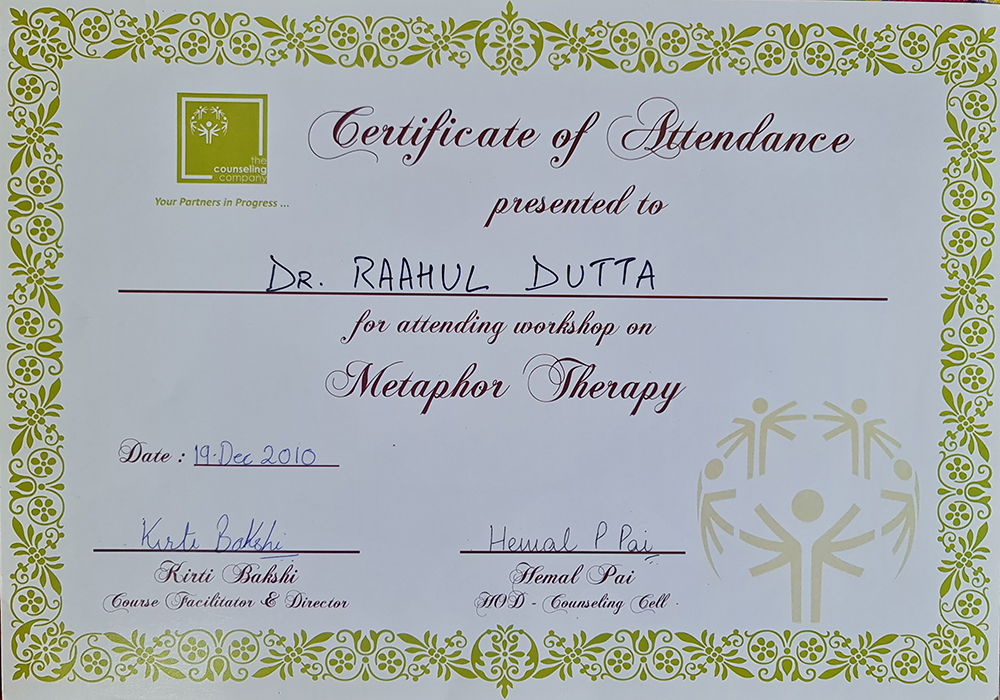 the
counseling
company
Your Partners in Progress ...
Certificate of Attendance
presented to
DR. RAAHUL DUTTA
for attending workshop on
Metaphor Therapy
Date : 19-Dec 2010
Kirti Bakshi
Hemal P Pai
Kirti Bakshi
Hemal Pai
Course Facilitator & Director
HOD - Counseling Cell